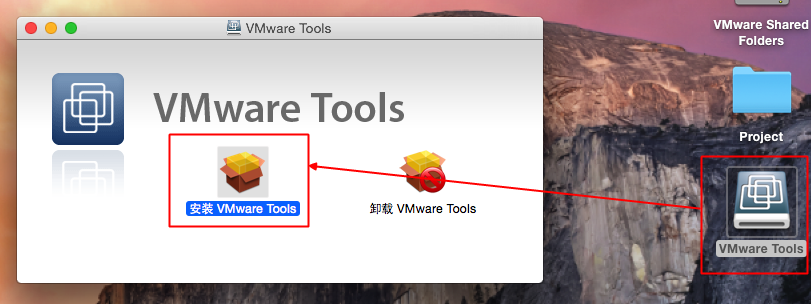 VMware Tools
VMware Tools
安装 VMware Tools
卸载 VMware Tools
VMware Shared
Folders
Project
VMware Tools